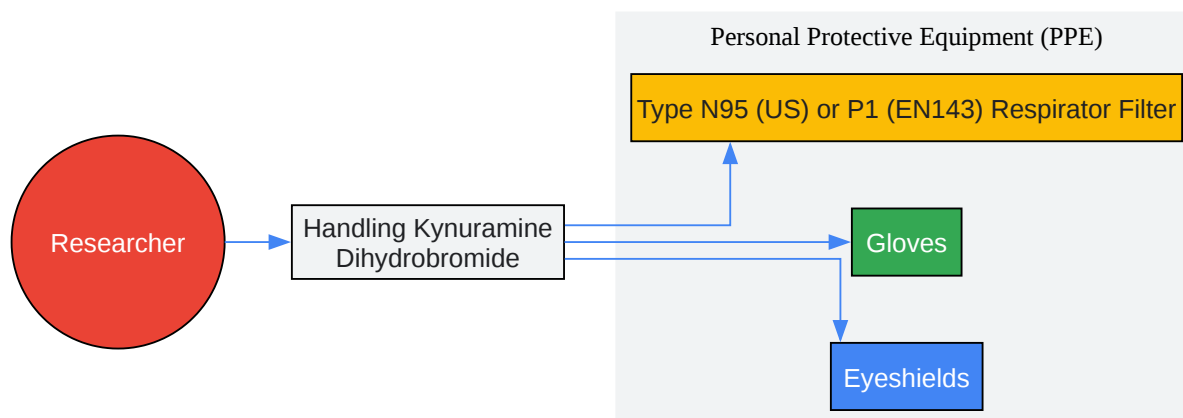 Personal Protective Equipment (PPE)
Type N95 (US) or P1 (EN143) Respirator Filter
Researcher
Handling Kynuramine
Dihydrobromide
Gloves
Eyeshields